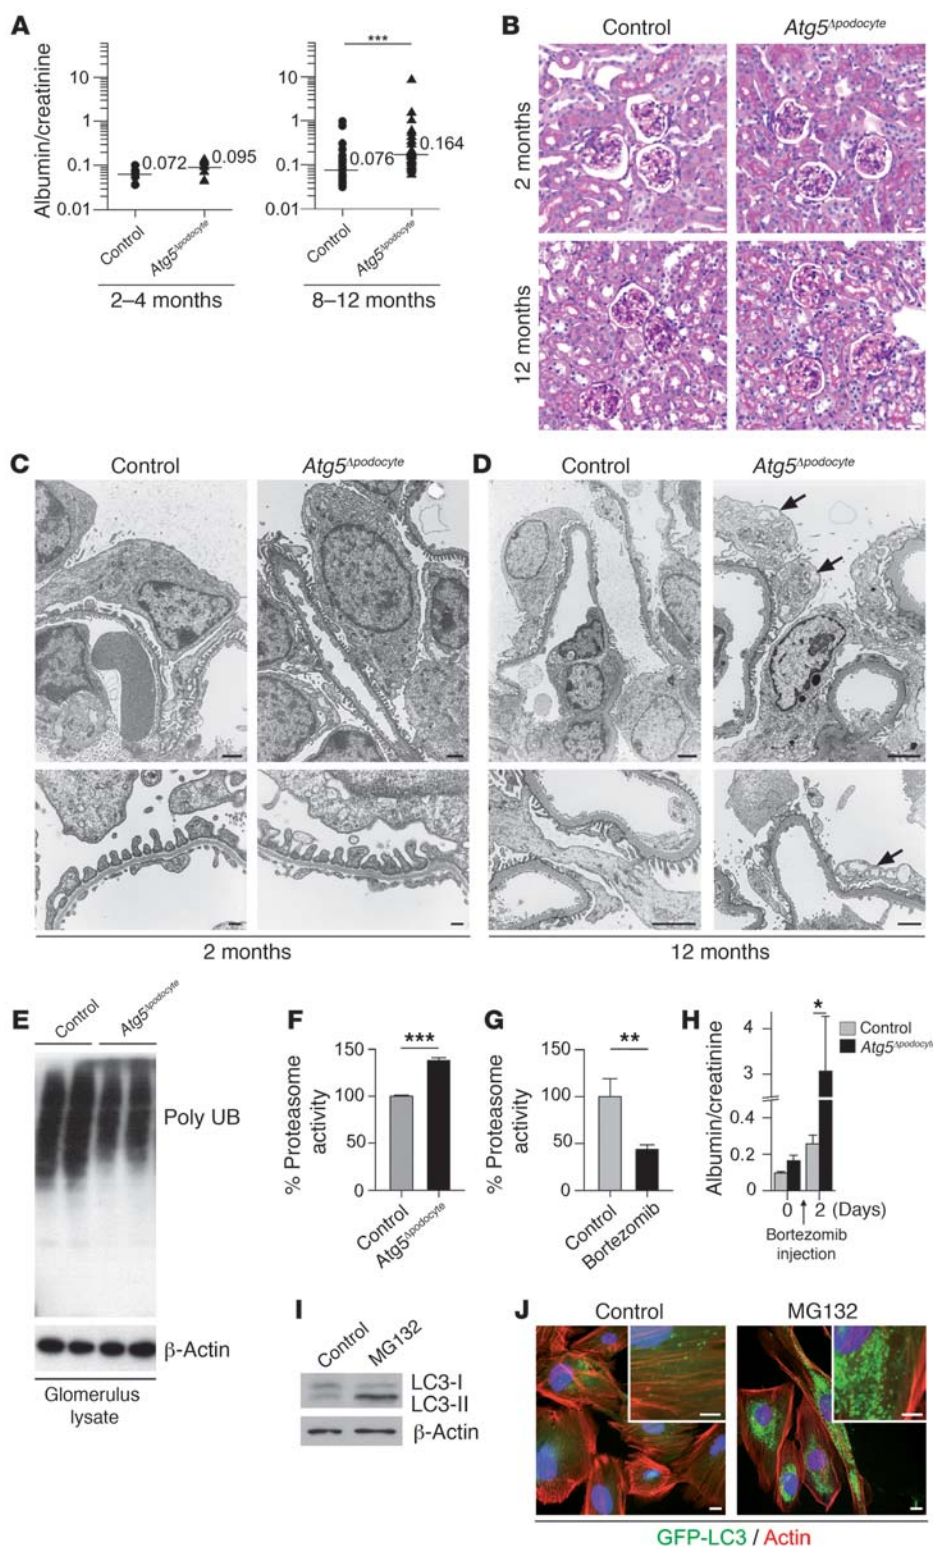 A
Albumin/creatinine
10
1
0.1
0.01
0.072
0.095
Control
Atg5Δpodocyte
2–4 months
***
10
1
0.1
0.01
0.076
0.164
Control
Atg5Δpodocyte
8–12 months
B
Control
Atg5Δpodocyte
2 months
12 months
C
Control
Atg5Δpodocyte
2 months
D
Control
Atg5Δpodocyte
12 months
E
Control
Atg5Δpodocyte
Poly UB
β-Actin
Glomerulus
lysate
F
% Proteasome
activity
150
100
50
0
***
Control
Atg5Δpodocyte
G
% Proteasome
activity
150
100
50
0
**
Control
Bortezomib
H
Albumin/creatinine
4
3
0.4
0.2
0
*
Control
Atg5Δpodocyte
0
2 (Days)
Bortezomib
injection
I
Control
MG132
LC3-I
LC3-II
β-Actin
J
Control
MG132
GFP-LC3 / Actin